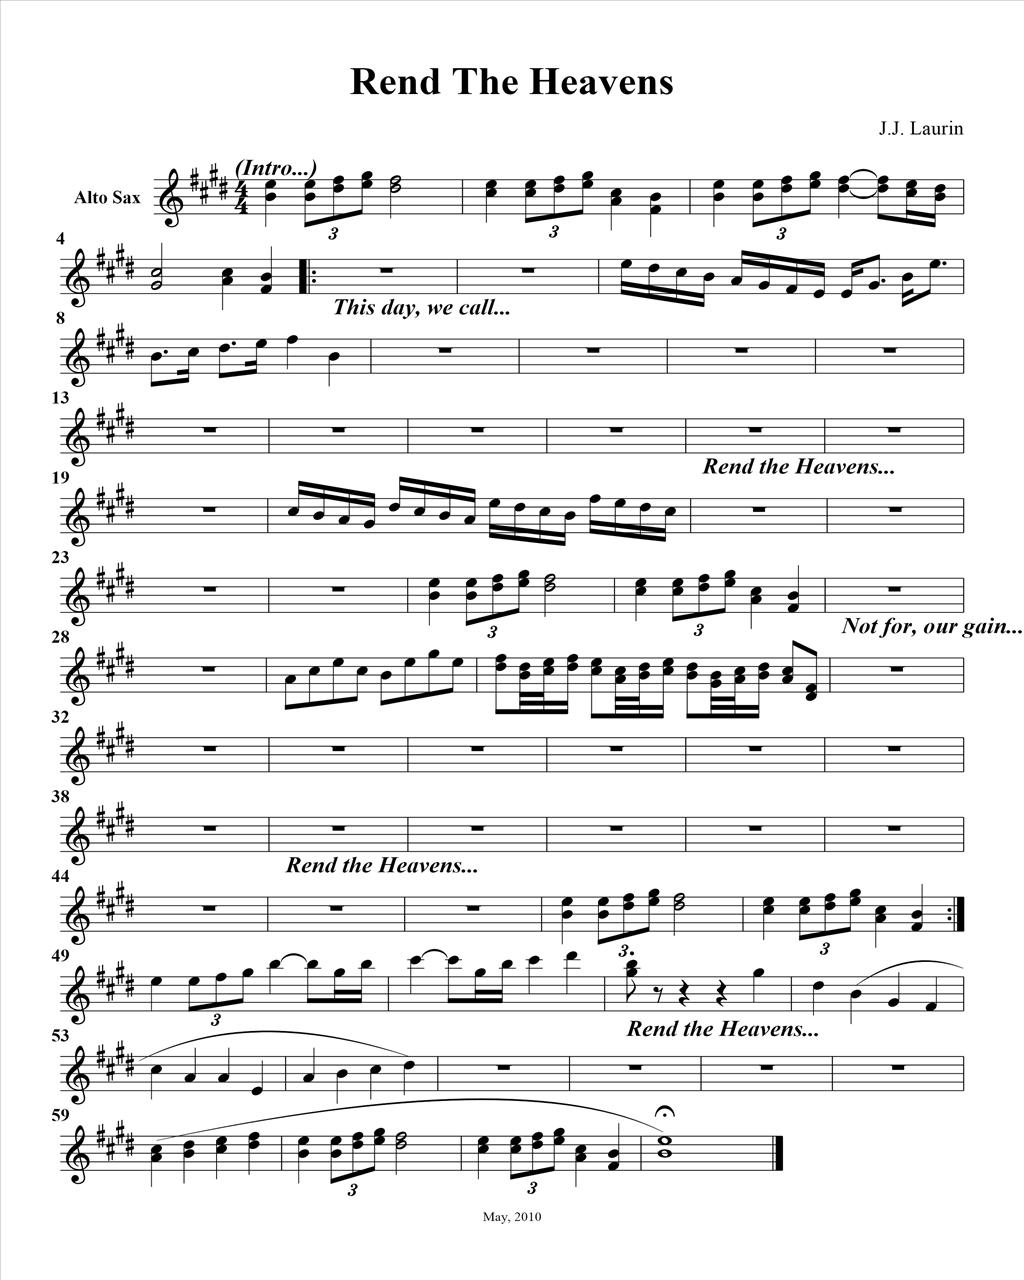 Rend The Heavens
J.J. Laurin
(Intro...)
Alto Sax
4
4
3
3
3
4
This day, we call...
8
13
Rend the Heavens...
19
23
3
3
Not for, our gain...
28
32
38
Rend the Heavens...
44
3
3
49
3
Rend the Heavens...
53
59
3
3
May, 2010